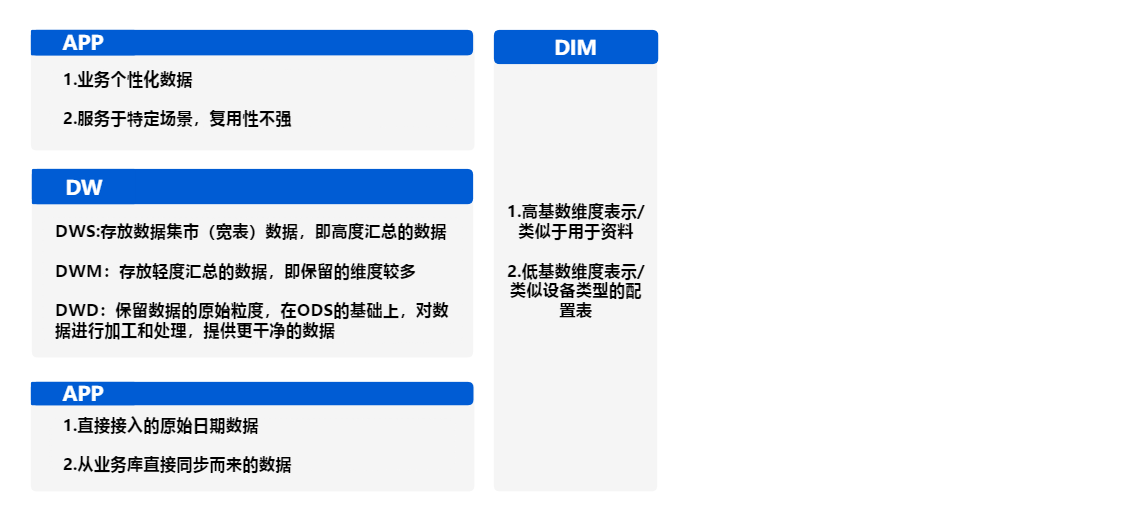 APP
1.业务个性化数据
2.服务于特定场景，复用性不强
DW
DWS:存放数据集市（宽表）数据，即高度汇总的数据
DWM：存放轻度汇总的数据，即保留的维度较多
DWD：保留数据的原始粒度，在ODS的基础上，对数
据进行加工和处理，提供更干净的数据
APP
1.直接接入的原始日期数据
2.从业务库直接同步而来的数据
DIM
1.高基数维度表示/
类似于用于资料
2.低基数维度表示/
类似设备类型的配
置表